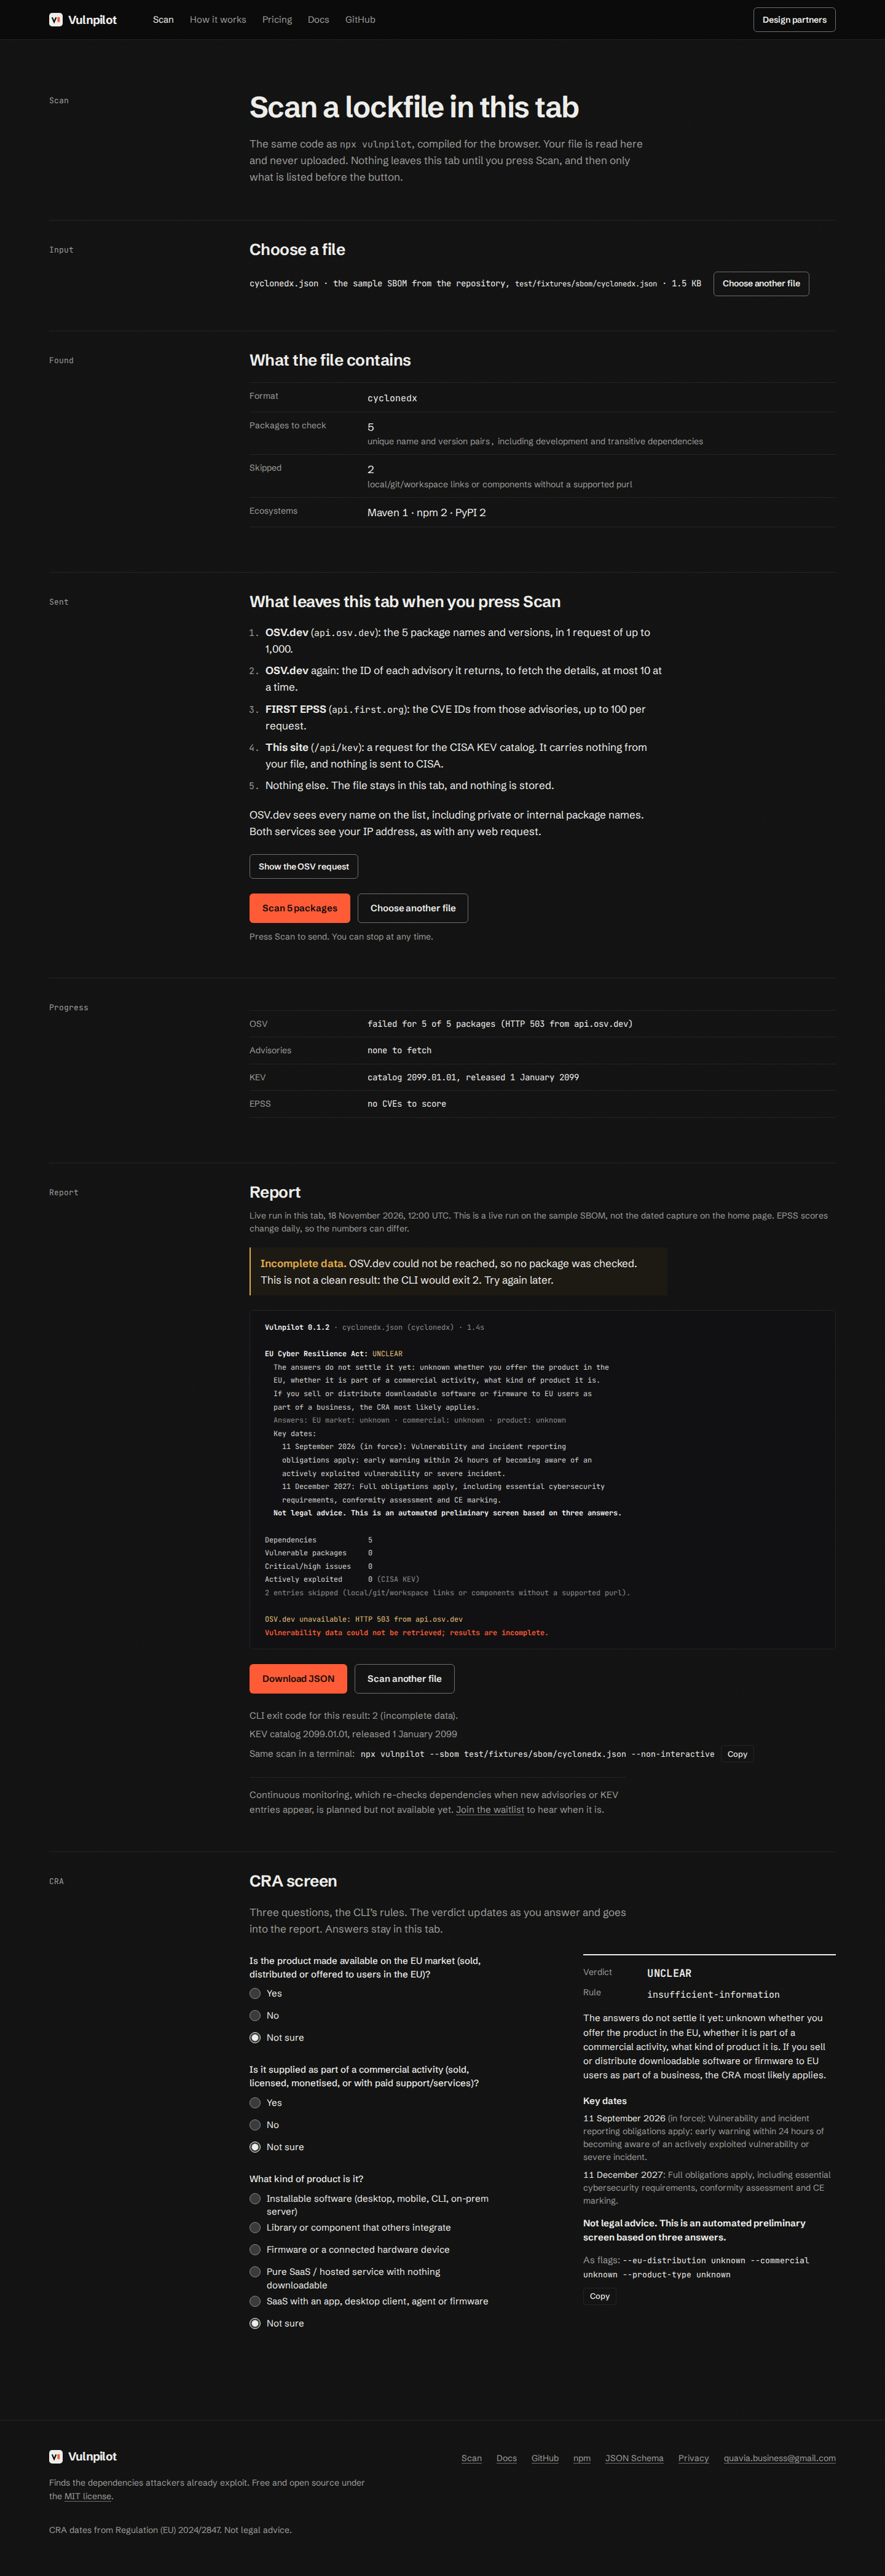 Vulnpilot
Scan
How it works
Pricing
Docs
GitHub
Design partners
Scan
Scan a lockfile in this tab
The same code as npx vulnpilot, compiled for the browser. Your file is read here
and never uploaded. Nothing leaves this tab until you press Scan, and then only
what is listed before the button.
Input
Choose a file
cyclonedx.json · the sample SBOM from the repository, test/fixtures/sbom/cyclonedx.json · 1.5 KB
Choose another file
Found
What the file contains
Format
cyclonedx
Packages to check
5
unique name and version pairs, including development and transitive dependencies
Skipped
2
local/git/workspace links or components without a supported purl
Ecosystems
Maven 1 · npm 2 · PyPI 2
Sent
What leaves this tab when you press Scan
1. OSV.dev (api.osv.dev): the 5 package names and versions, in 1 request of up to
1,000.
2. OSV.dev again: the ID of each advisory it returns, to fetch the details, at most 10 at
a time.
3. FIRST EPSS (api.first.org): the CVE IDs from those advisories, up to 100 per
request.
4. This site (/api/kev): a request for the CISA KEV catalog. It carries nothing from
your file, and nothing is sent to CISA.
5. Nothing else. The file stays in this tab, and nothing is stored.
OSV.dev sees every name on the list, including private or internal package names.
Both services see your IP address, as with any web request.
Show the OSV request
Scan 5 packages
Choose another file
Press Scan to send. You can stop at any time.
Progress
OSV
failed for 5 of 5 packages (HTTP 503 from api.osv.dev)
Advisories
none to fetch
KEV
catalog 2099.01.01, released 1 January 2099
EPSS
no CVEs to score
Report
Report
Live run in this tab, 18 November 2026, 12:00 UTC. This is a live run on the sample SBOM, not the dated capture on the home page. EPSS scores
change daily, so the numbers can differ.
Incomplete data. OSV.dev could not be reached, so no package was checked.
This is not a clean result: the CLI would exit 2. Try again later.
Vulnpilot 0.1.2 · cyclonedx.json (cyclonedx) · 1.4s
EU Cyber Resilience Act: UNCLEAR
The answers do not settle it yet: unknown whether you offer the product in the
EU, whether it is part of a commercial activity, what kind of product it is.
If you sell or distribute downloadable software or firmware to EU users as
part of a business, the CRA most likely applies.
Answers: EU market: unknown · commercial: unknown · product: unknown
Key dates:
11 September 2026 (in force): Vulnerability and incident reporting
obligations apply: early warning within 24 hours of becoming aware of an
actively exploited vulnerability or severe incident.
11 December 2027: Full obligations apply, including essential cybersecurity
requirements, conformity assessment and CE marking.
Not legal advice. This is an automated preliminary screen based on three answers.
Dependencies 5
Vulnerable packages 0
Critical/high issues 0
Actively exploited 0 (CISA KEV)
2 entries skipped (local/git/workspace links or components without a supported purl).
OSV.dev unavailable: HTTP 503 from api.osv.dev
Vulnerability data could not be retrieved; results are incomplete.
Download JSON
Scan another file
CLI exit code for this result: 2 (incomplete data).
KEV catalog 2099.01.01, released 1 January 2099
Same scan in a terminal: npx vulnpilot --sbom test/fixtures/sbom/cyclonedx.json --non-interactive
Copy
Continuous monitoring, which re-checks dependencies when new advisories or KEV
entries appear, is planned but not available yet. Join the waitlist to hear when it is.
CRA
CRA screen
Three questions, the CLI's rules. The verdict updates as you answer and goes
into the report. Answers stay in this tab.
Is the product made available on the EU market (sold,
distributed or offered to users in the EU)?
Yes
No
Not sure
Is it supplied as part of a commercial activity (sold,
licensed, monetised, or with paid support/services)?
Yes
No
Not sure
What kind of product is it?
Installable software (desktop, mobile, CLI, on-prem
server)
Library or component that others integrate
Firmware or a connected hardware device
Pure SaaS / hosted service with nothing
downloadable
SaaS with an app, desktop client, agent or firmware
Not sure
Verdict
UNCLEAR
Rule
insufficient-information
The answers do not settle it yet: unknown whether you
offer the product in the EU, whether it is part of a
commercial activity, what kind of product it is. If you sell
or distribute downloadable software or firmware to EU
users as part of a business, the CRA most likely applies.
Key dates
11 September 2026 (in force): Vulnerability and incident
reporting obligations apply: early warning within 24 hours of
becoming aware of an actively exploited vulnerability or
severe incident.
11 December 2027: Full obligations apply, including essential
cybersecurity requirements, conformity assessment and CE
marking.
Not legal advice. This is an automated preliminary
screen based on three answers.
As flags: --eu-distribution unknown --commercial
unknown --product-type unknown
Copy
Vulnpilot
Finds the dependencies attackers already exploit. Free and open source under
the MIT license.
CRA dates from Regulation (EU) 2024/2847. Not legal advice.
Scan
Docs
GitHub
npm
JSON Schema
Privacy
quavia.business@gmail.com